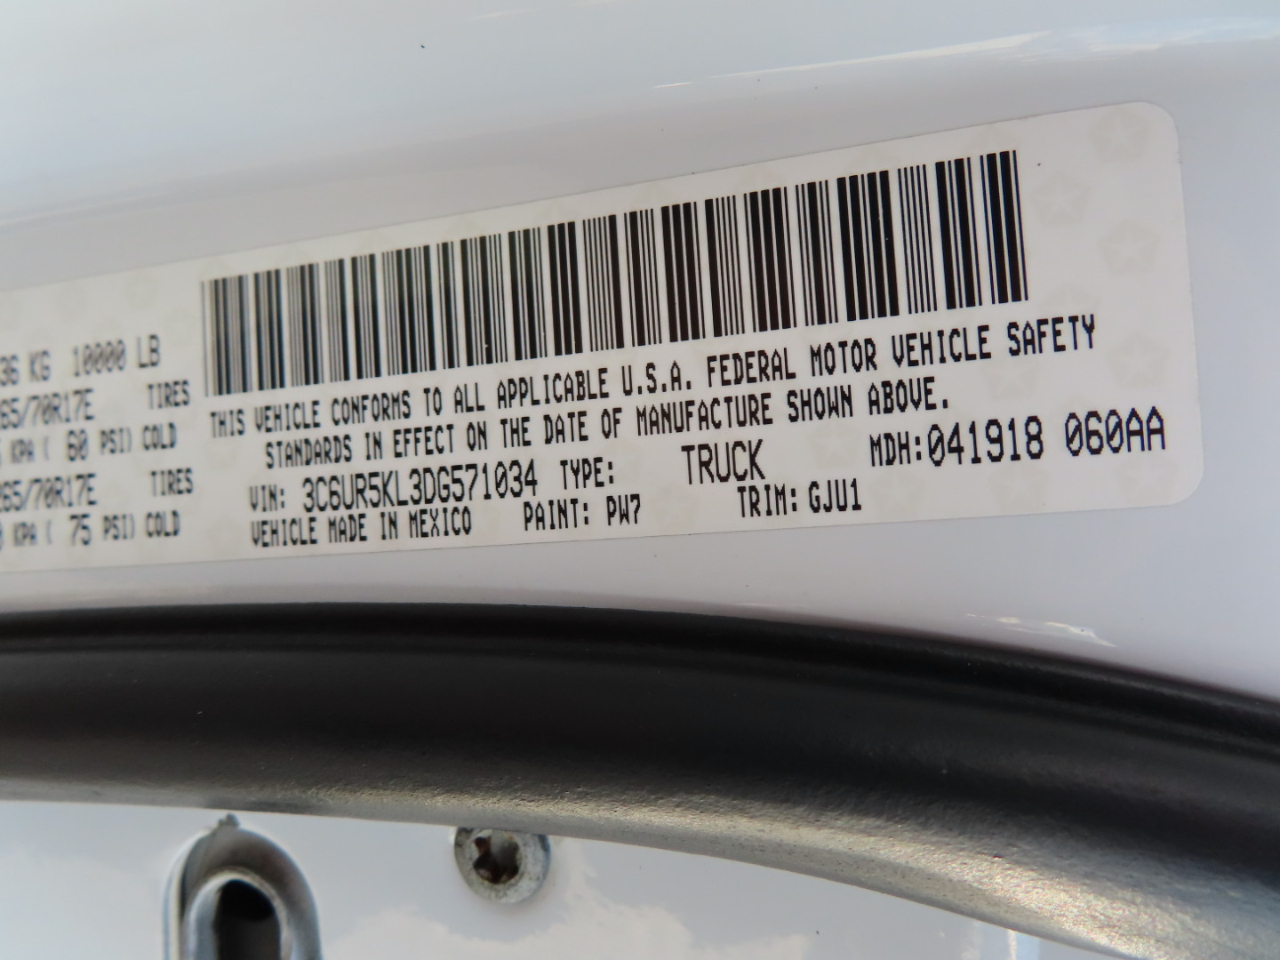 36 KG 10000 LB
65/70R17E TIRES
KPA ( 60 PSI) COLD
265/70R17E TIRES
KPA ( 75 PSI) COLD
THIS VEHICLE CONFORMS TO ALL APPLICABLE U.S.A. FEDERAL MOTOR VEHICLE SAFETY
STANDARDS IN EFFECT ON THE DATE OF MANUFACTURE SHOWN ABOVE.
VIN: 3C6UR5KL3DG571034 TYPE: TRUCK MDH:041918 060AA
VEHICLE MADE IN MEXICO PAINT: PW7 TRIM: GJU1